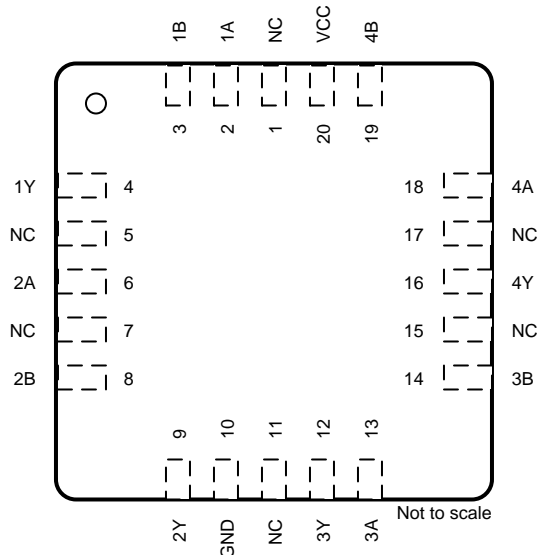 1B 1A NC VCC 4B
3 2 1 20 19
1Y 4 18 4A
NC 5 17 NC
2A 6 16 4Y
NC 7 15 NC
2B 8 14 3B
9 10 11 12 13
2Y GND NC 3Y 3A
Not to scale